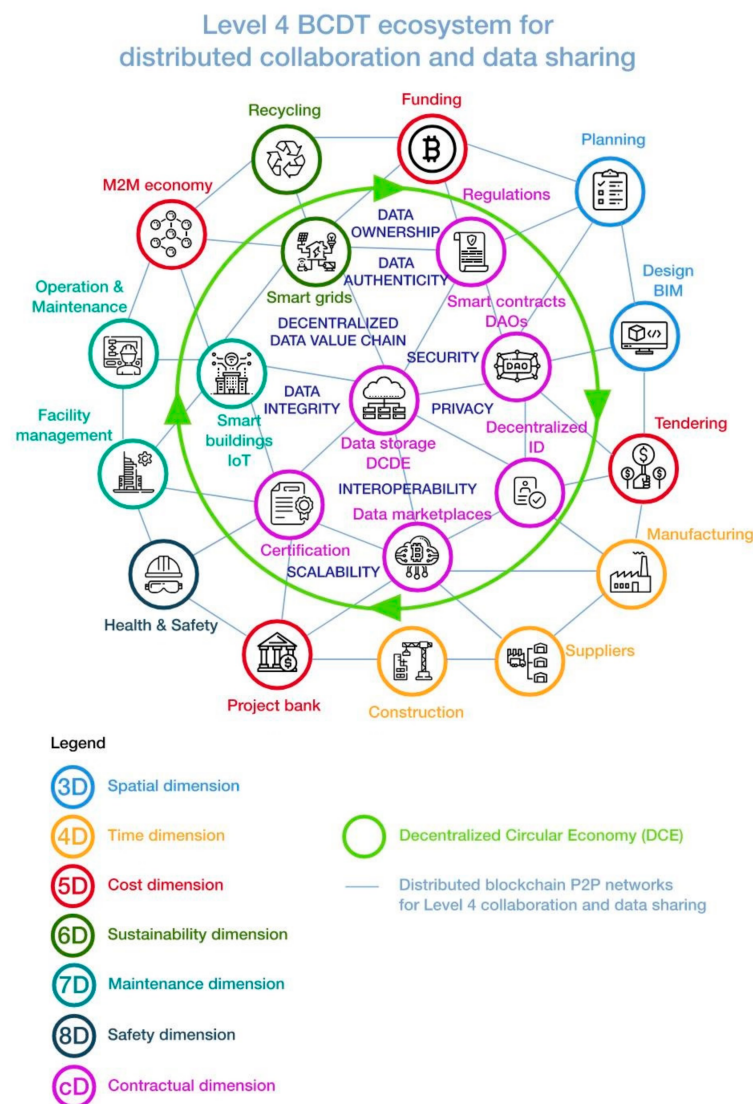 Level 4 BCDT ecosystem for
distributed collaboration and data sharing
Funding
Recycling
Planning
M2M economy
Regulations
DATA
OWNERSHIP
Operation &
Maintenance
DATA
AUTHENTICITY
Design
BIM
Smart grids
Smart contracts
DAOs
DECENTRALIZED
DATA VALUE CHAIN
SECURITY
DAO
Facility
management
DATA
INTEGRITY
PRIVACY
Smart
buildings
IoT
Data storage
DCDE
Decentralized
ID
Tendering
INTEROPERABILITY
Data marketplaces
Manufacturing
Certification
SCALABILITY
Health & Safety
Suppliers
Project bank
Construction
Legend
3D Spatial dimension
4D Time dimension
5D Cost dimension
6D Sustainability dimension
7D Maintenance dimension
8D Safety dimension
cD Contractual dimension
Decentralized Circular Economy (DCE)
Distributed blockchain P2P networks
for Level 4 collaboration and data sharing